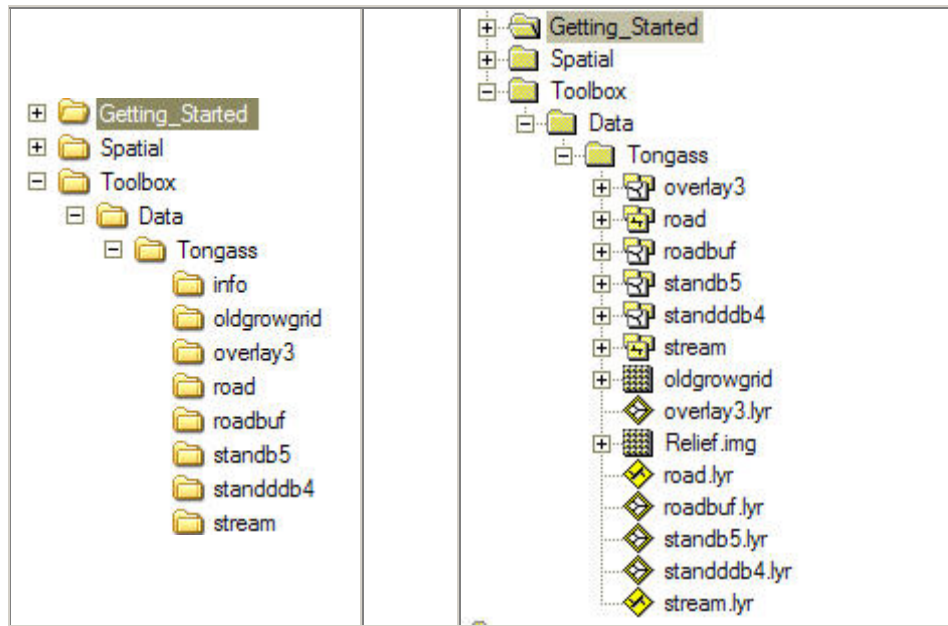 Getting_Started
Spatial
Toolbox
Data
Tongass
info
oldgrowgrid
overlay3
road
roadbuf
standb5
standddb4
stream
Getting_Started
Spatial
Toolbox
Data
Tongass
overlay3
road
roadbuf
standb5
standddb4
stream
oldgrowgrid
overlay3.lyr
Relief.img
road.lyr
roadbuf.lyr
standb5.lyr
standddb4.lyr
stream.lyr